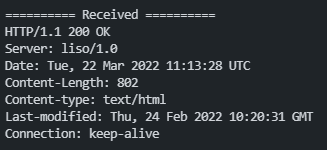 ========== Received ==========
HTTP/1.1 200 OK
Server: liso/1.0
Date: Tue, 22 Mar 2022 11:13:28 UTC
Content-Length: 802
Content-type: text/html
Last-modified: Thu, 24 Feb 2022 10:20:31 GMT
Connection: keep-alive